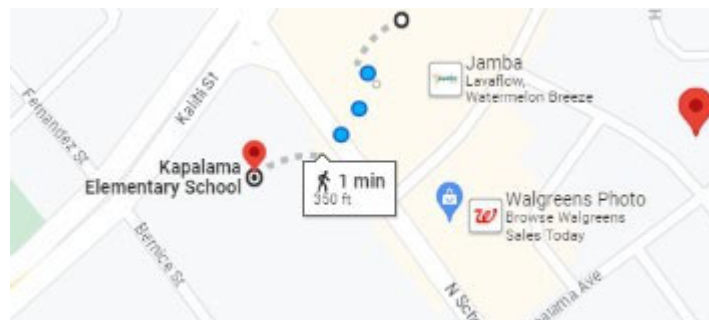 Jamba
Lavaflow,
Watermelon Breeze
Kalihi St
Fernandez St
Kapalama
Elementary School
1 min
350 ft
Walgreens Photo
Browse Walgreens
Sales Today
Bernice St
N Sch
palama Ave